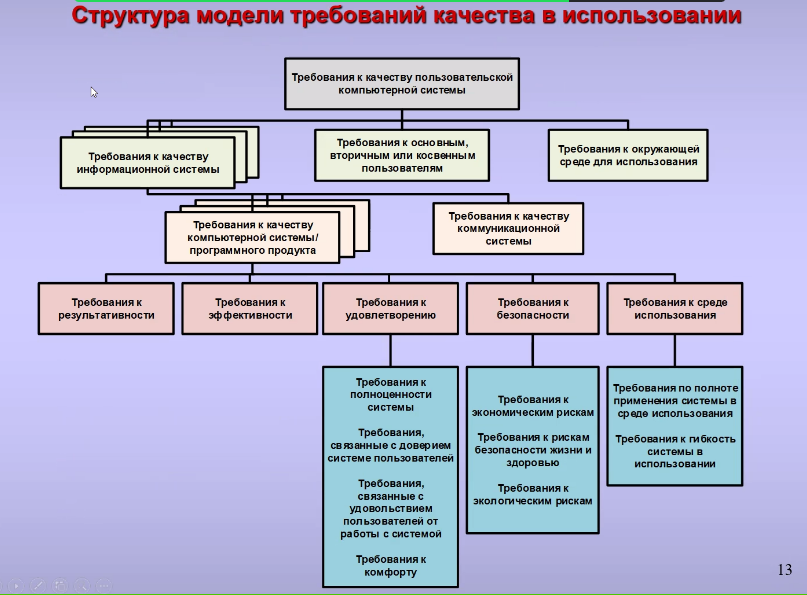 Структура модели требований качества в использовании
Требования к качеству пользовательской
компьютерной системы
Требования к качеству
информационной системы
Требования к основным,
вторичным или косвенным
пользователям
Требования к окружающей
среде для использования
Требования к качеству
компьютерной системы/
программного продукта
Требования к качеству
коммуникационной
системы
Требования к
результативности
Требования к
эффективности
Требования к
удовлетворению
Требования к
безопасности
Требования к среде
использования
Требования к
полноценности
системы
Требования,
связанные с доверием
системе пользователей
Требования,
связанные с
удовольствием
пользователей от
работы с системой
Требования к
комфорту
Требования к
экономическим рискам
Требования к рискам
безопасности жизни и
здоровью
Требования к
экологическим рискам
Требования по полноте
применения системы в
среде использования
Требования к гибкость
системы в
использовании
13